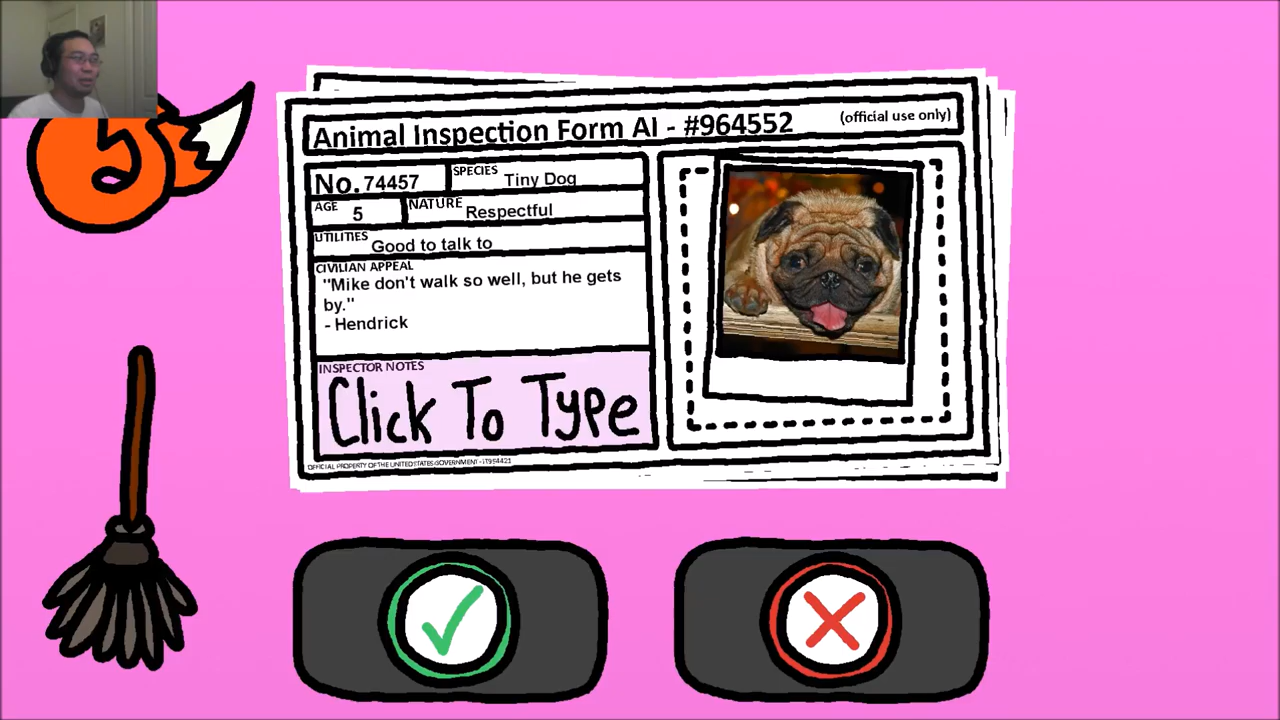 Animal Inspection Form AI - #964552
(official use only)
No. 74457
SPECIES Tiny Dog
AGE 5
NATURE Respectful
UTILITIES Good to talk to
CIVILIAN APPEAL
"Mike don't walk so well, but he gets
by."
- Hendrick
INSPECTOR NOTES
Click To Type
OFFICIAL PROPERTY OF THE UNITED STATES GOVERNMENT - IT954421